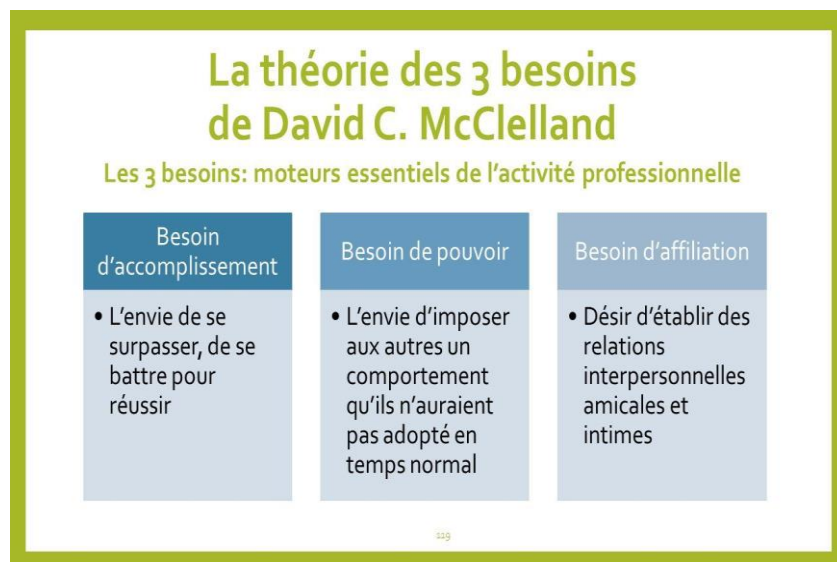 La théorie des 3 besoins
de David C. McClelland
Les 3 besoins: moteurs essentiels de l'activité professionnelle
Besoin
d'accomplissement
• L'envie de se
surpasser, de se
battre pour
réussir
Besoin de pouvoir
• L'envie d'imposer
aux autres un
comportement
qu'ils n'auraient
pas adopté en
temps normal
Besoin d'affiliation
• Désir d'établir des
relations
interpersonnelles
amicales et
intimes
119